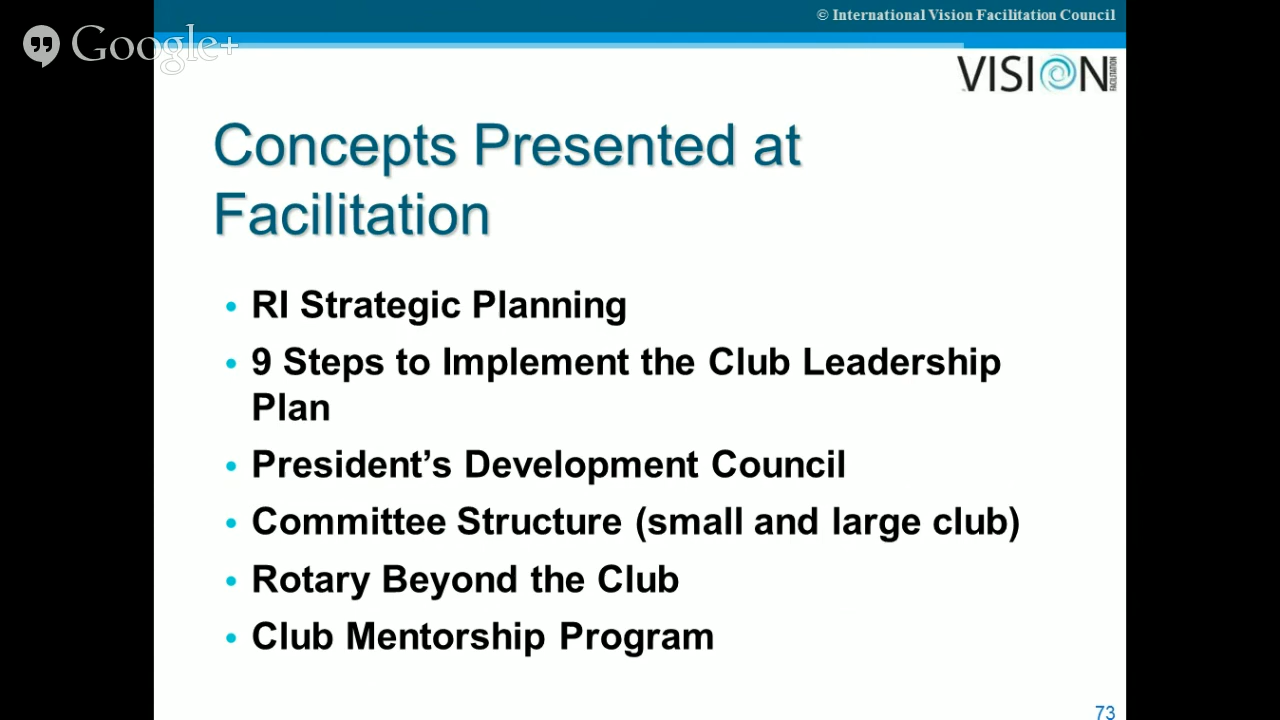 © International Vision Facilitation Council
Google+
VISION
FACILITATION
Concepts Presented at
Facilitation
• RI Strategic Planning
• 9 Steps to Implement the Club Leadership
Plan
• President’s Development Council
• Committee Structure (small and large club)
• Rotary Beyond the Club
• Club Mentorship Program
73